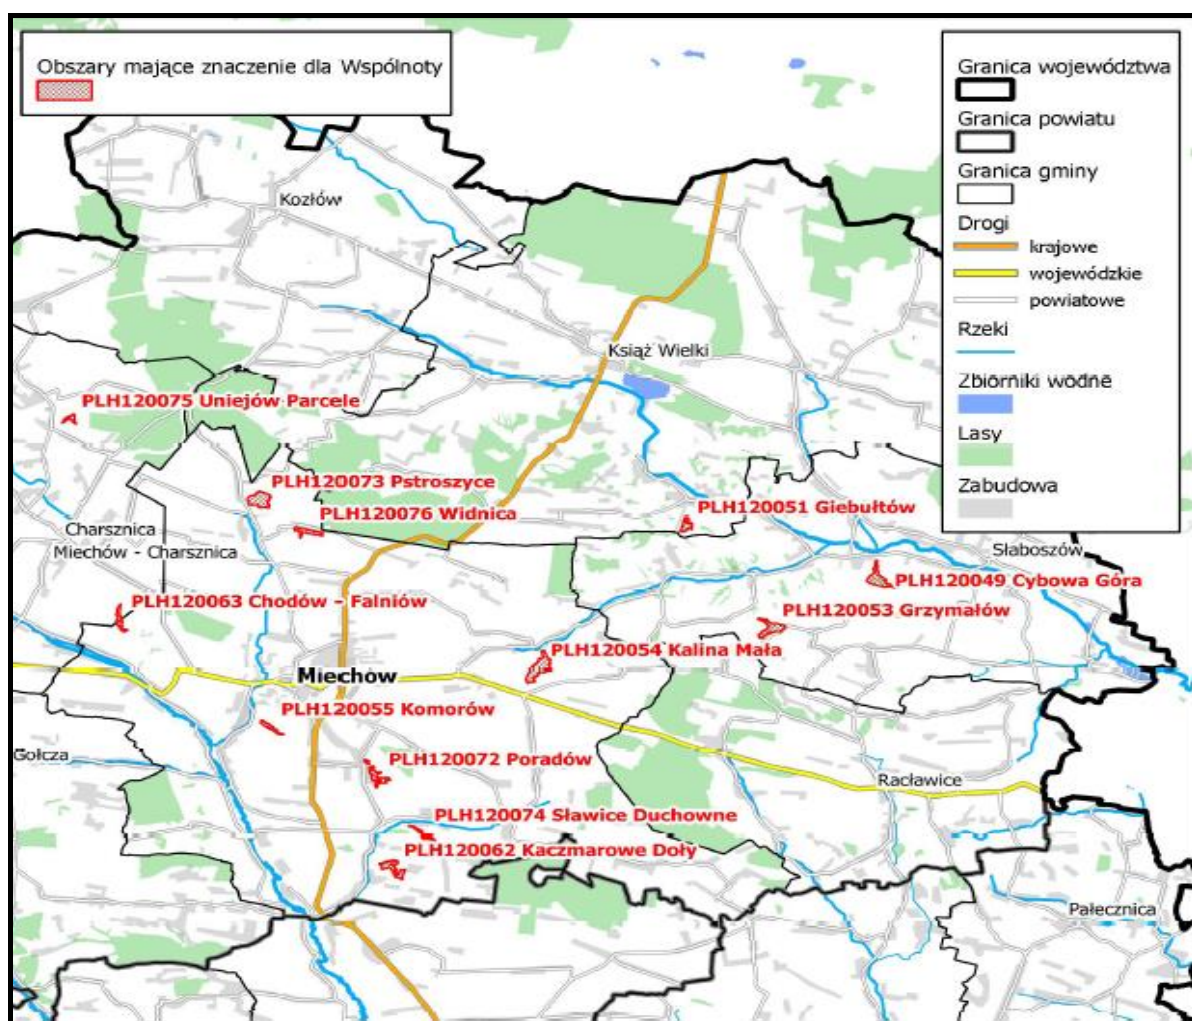 Obszary mające znaczenie dla Wspólnoty
Granica województwa
Granica powiatu
Granica gminy
Drogi
krajowe
wojewódzkie
powiatowe
Rzeki
Zbiorniki wodne
Lasy
Zabudowa
Kozłów
Książ Wielki
PLH120075 Uniejów Parcele
PLH120073 Pstroszyce
PLH120076 Widnica
PLH120051 Giebułtów
Charsznica
Miechów - Charsznica
Słaboszów
PLH120049 Cybowa Góra
PLH120063 Chodów - Falniów
PLH120053 Grzymałów
PLH120054 Kalina Mała
Miechów
PLH120055 Komorów
Gołcza
PLH120072 Poradów
Racławice
PLH120074 Sławice Duchowne
PLH120062 Kaczmarowe Doły
Pałecznica